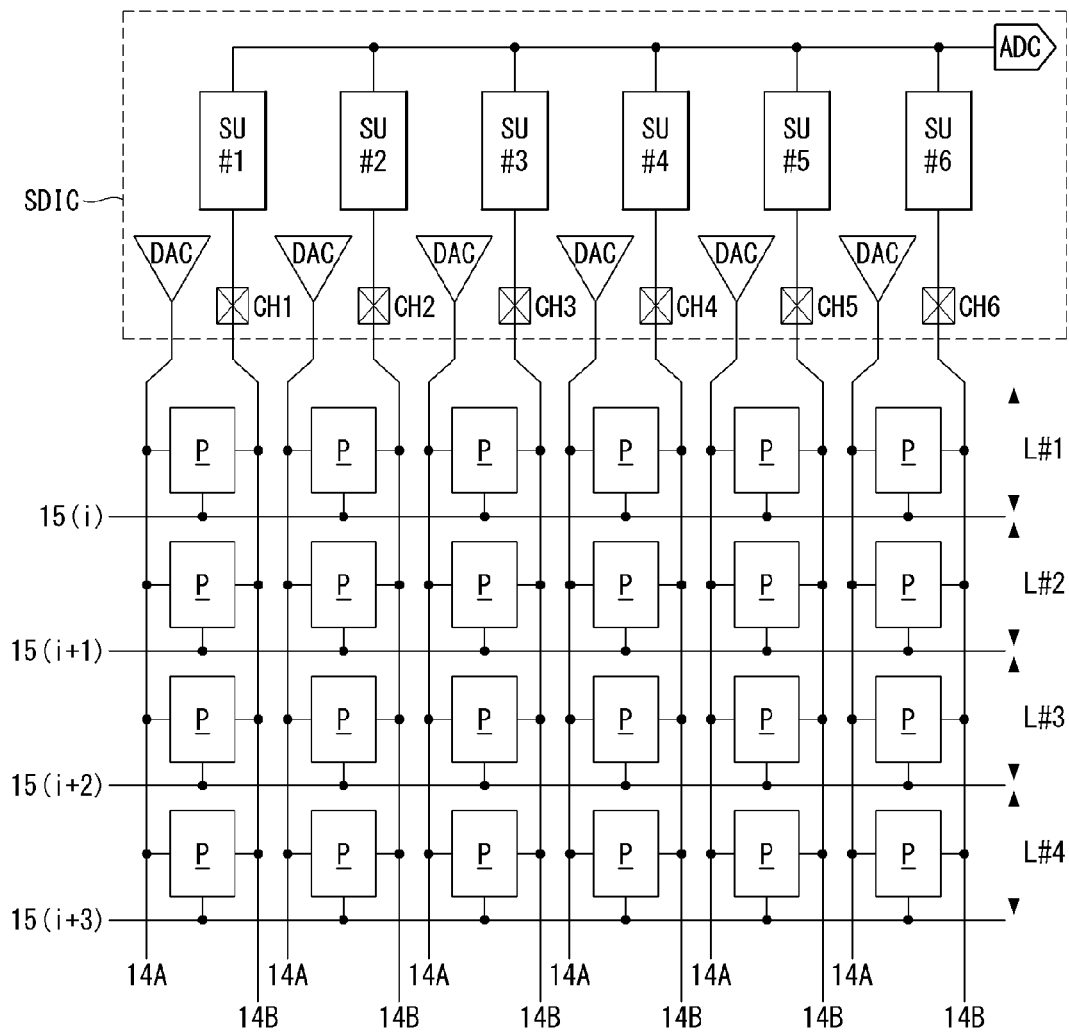 ADC
SU #1 SU #2 SU #3 SU #4 SU #5 SU #6
SDIC
DAC DAC DAC DAC DAC DAC
CH1 CH2 CH3 CH4 CH5 CH6
P P P P P P L#1
15(i)
P P P P P P L#2
15(i+1)
P P P P P P L#3
15(i+2)
P P P P P P L#4
15(i+3)
14A 14A 14A 14A 14A 14A
14B 14B 14B 14B 14B 14B